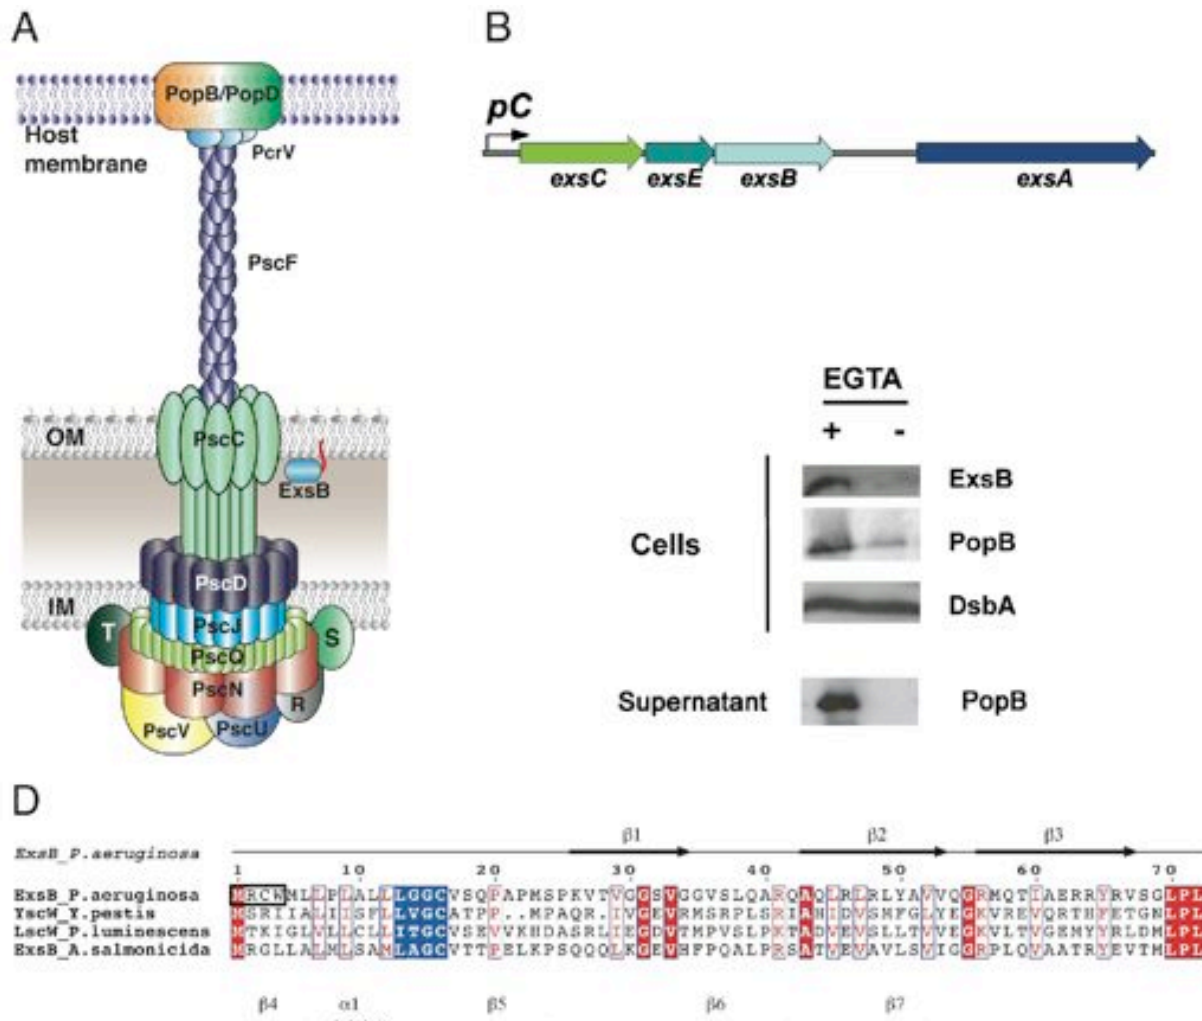 A
PopB/PopD
Host
membrane
PcrV
PscF
OM
PscC
ExsB
PscD
IM
T
PscJ
S
PscQ
PscN
R
PscV
PscU
B
pC
exsC
exsE
exsB
exsA
EGTA
+ -
Cells
ExsB
PopB
DsbA
Supernatant
PopB
D
β1 β2 β3
ExsB_P.aeruginosa
1 10 20 30 40 50 60 70
ExsB_P.aeruginosa MRCWMLLPLALLLGGCVSQPAPMSPKVTVGGSVGGVSLQARQAQLRLRLYAVVQGRMQTIAERRYRVSGLPL
YscW_Y.pestis
LscW_P.luminescens
ExsB_A.salmonicida
β4 α1 β5 β6 β7